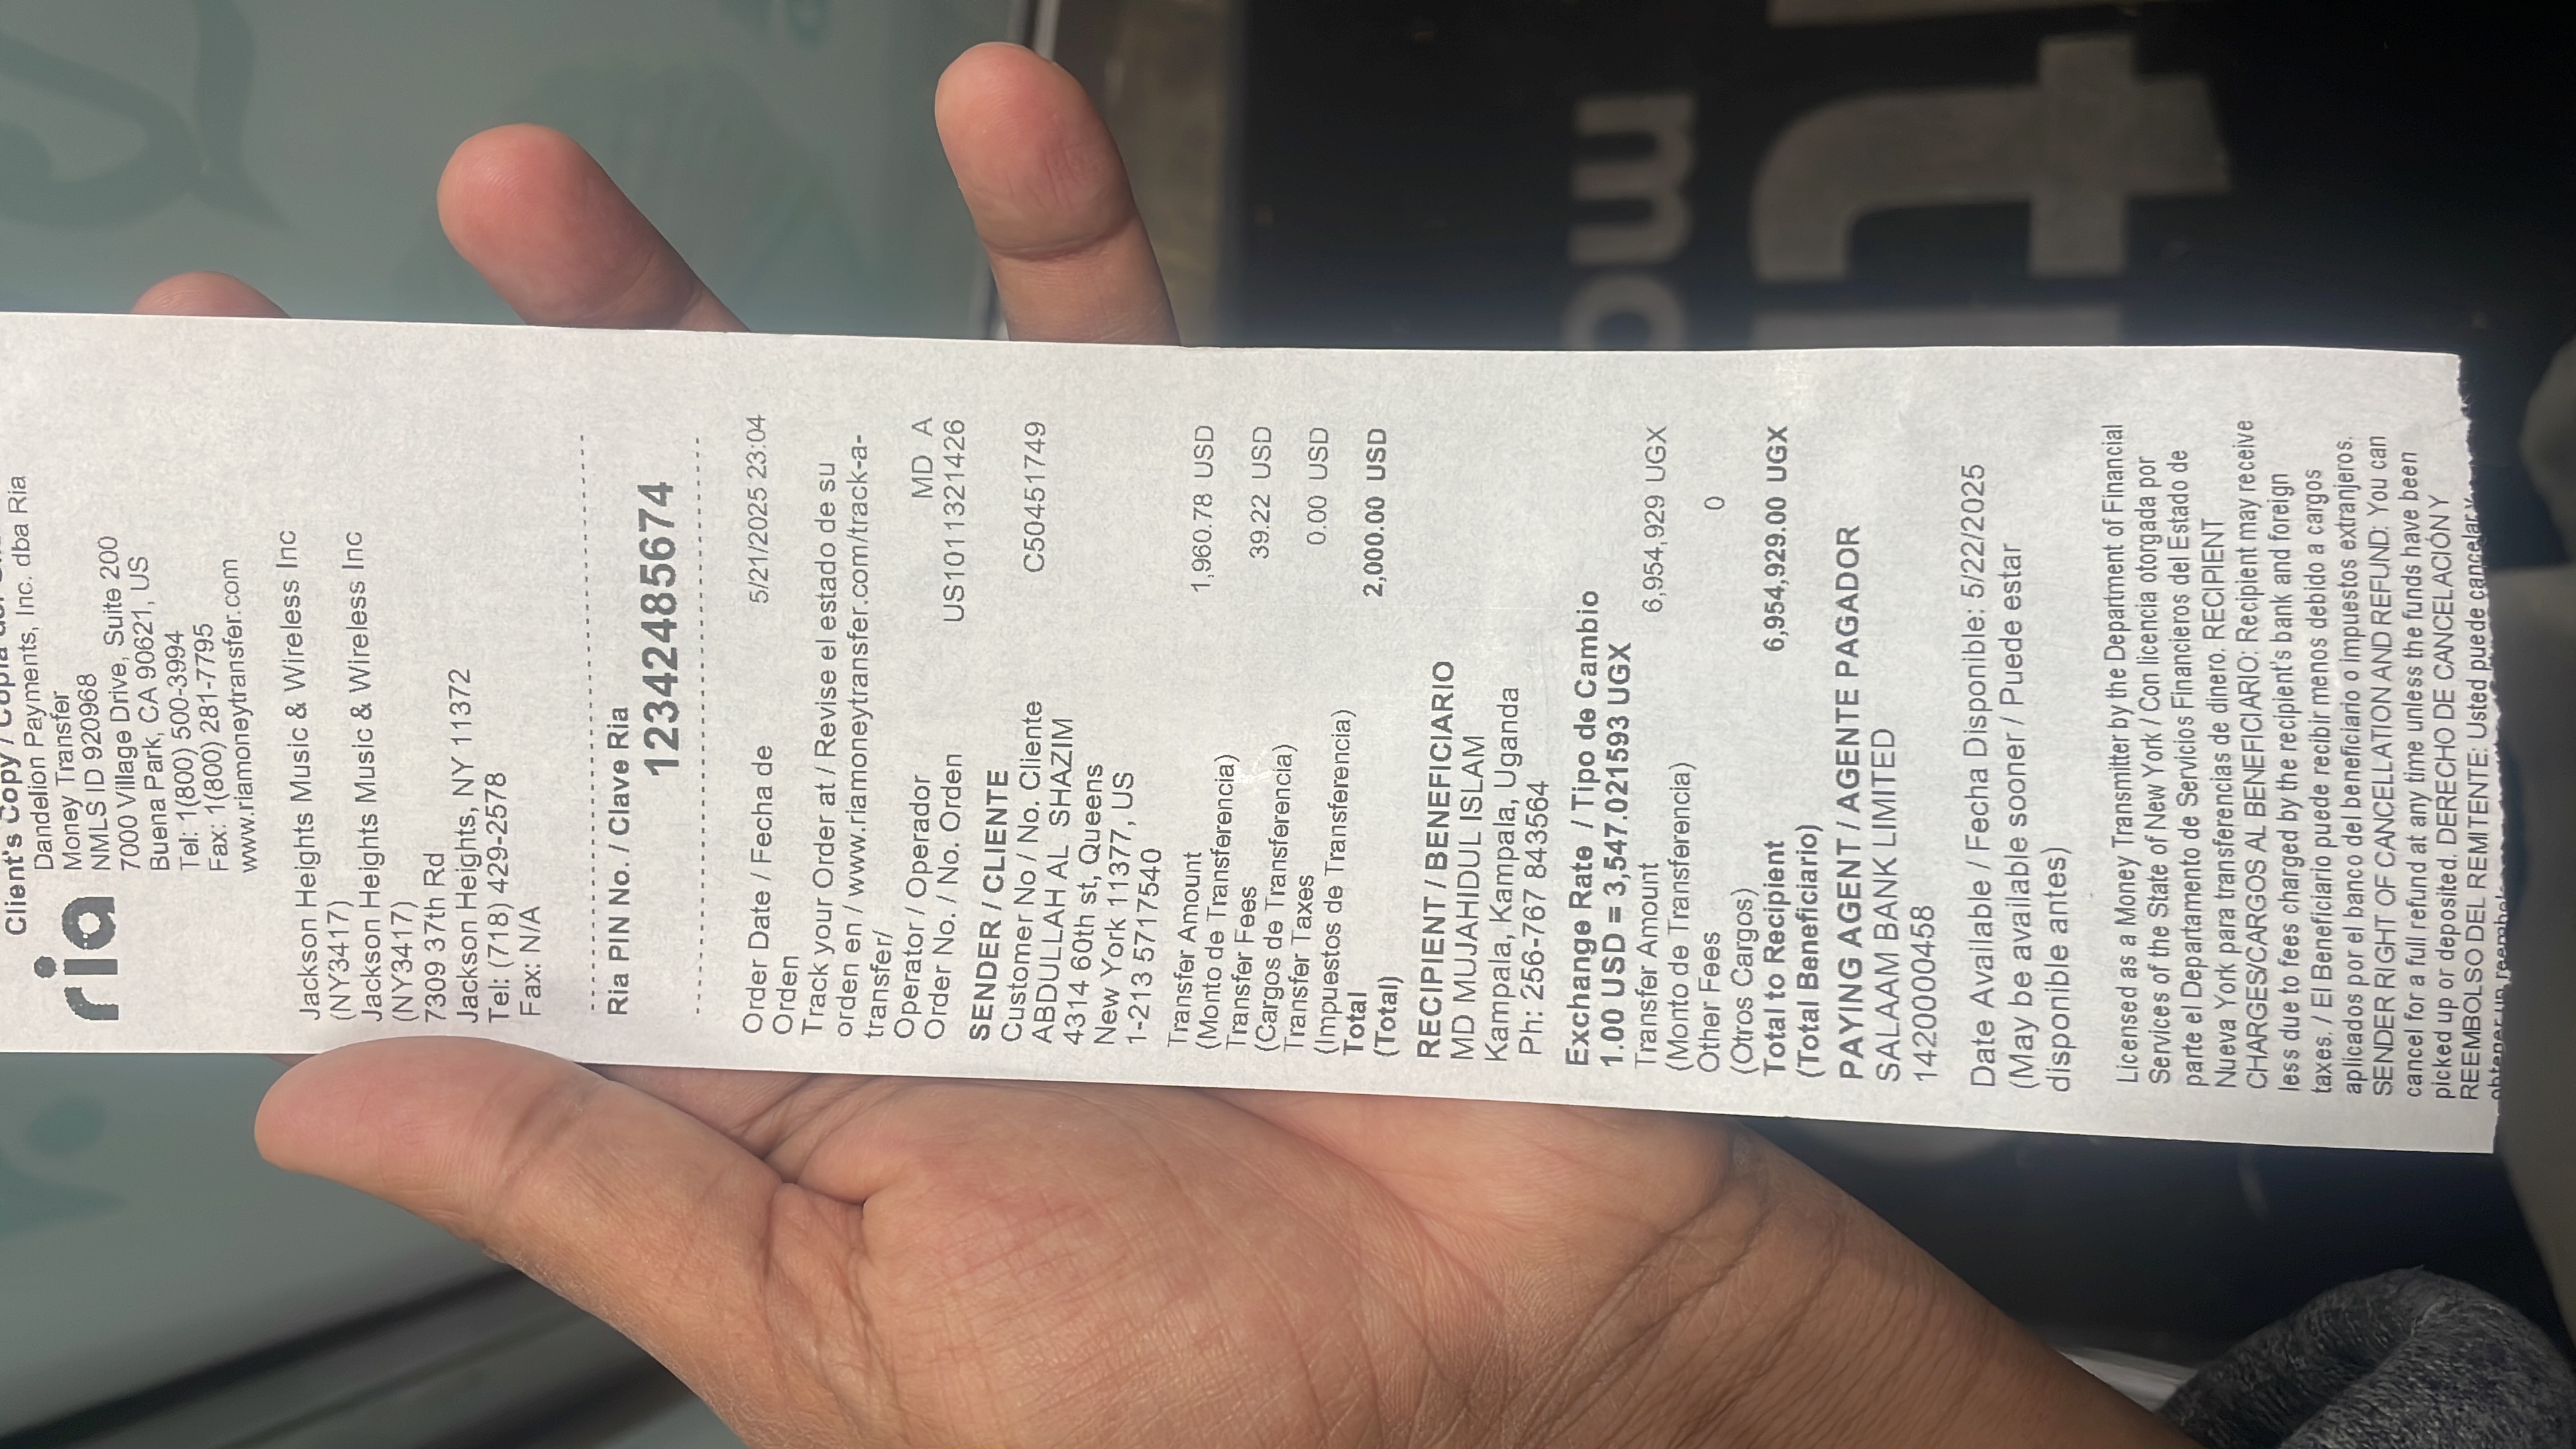 Client's Copy /
Dandelion Payments, Inc. dba Ria
Money Transfer
NMLS ID 920968
7000 Village Drive, Suite 200
Buena Park, CA 90621, US
Tel: 1(800) 500-3994
Fax: 1(800) 281-7795
www.riamoneytransfer.com
ria
Jackson Heights Music & Wireless Inc
(NY3417)
Jackson Heights Music & Wireless Inc
(NY3417)
7309 37th Rd
Jackson Heights, NY 11372
Tel: (718) 429-2578
Fax: N/A
Ria PIN No. / Clave Ria
12342485674
Order Date / Fecha de 5/21/2025 23:04
Orden
Track your Order at / Revise el estado de su
orden en / www.riamoneytransfer.com/track-a-
transfer/
Operator / Operador MD A
Order No. / No. Orden US1011321426
SENDER / CLIENTE
Customer No / No. Cliente C50451749
ABDULLAH AL SHAZIM
4314 60th st, Queens
New York 11377, US
1-213 5717540
Transfer Amount 1,960.78 USD
(Monto de Transferencia)
Transfer Fees 39.22 USD
(Cargos de Transferencia)
Transfer Taxes 0.00 USD
(Impuestos de Transferencia)
Total 2,000.00 USD
(Total)
RECIPIENT / BENEFICIARIO
MD MUJAHIDUL ISLAM
Kampala, Kampala, Uganda
Ph: 256-767 843564
Exchange Rate / Tipo de Cambio
1.00 USD = 3,547.021593 UGX
Transfer Amount 6,954,929 UGX
(Monto de Transferencia)
Other Fees 0
(Otros Cargos)
Total to Recipient 6,954,929.00 UGX
(Total Beneficiario)
PAYING AGENT / AGENTE PAGADOR
SALAAM BANK LIMITED
1420000458
Date Available / Fecha Disponible: 5/22/2025
(May be available sooner / Puede estar
disponible antes)
Licensed as a Money Transmitter by the Department of Financial
Services of the State of New York / Con licencia otorgada por
parte el Departamento de Servicios Financieros del Estado de
Nueva York para transferencias de dinero. RECIPIENT
CHARGES/CARGOS AL BENEFICIARIO: Recipient may receive
less due to fees charged by the recipient's bank and foreign
taxes. / El Beneficiario puede recibir menos debido a cargos
aplicados por el banco del beneficiario o impuestos extranjeros.
SENDER RIGHT OF CANCELLATION AND REFUND: You can
cancel for a full refund at any time unless the funds have been
picked up or deposited. DERECHO DE CANCELACIÓN Y
REEMBOLSO DEL REMITENTE: Usted puede cancelar y
obtener un